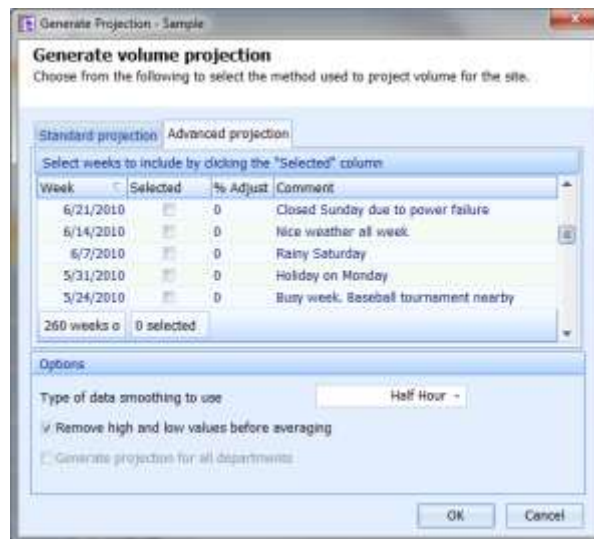 Generate Projection - Sample
Generate volume projection
Choose from the following to select the method used to project volume for the site.
Standard projection Advanced projection
Select weeks to include by clicking the "Selected" column
Week Selected % Adjust Comment
6/21/2010 0 Closed Sunday due to power failure
6/14/2010 0 Nice weather all week
6/7/2010 0 Rainy Saturday
5/31/2010 0 Holiday on Monday
5/24/2010 0 Busy week. Baseball tournament nearby
260 weeks o 0 selected
Options
Type of data smoothing to use Half Hour
Remove high and low values before averaging
Generate projection for all departments
OK Cancel